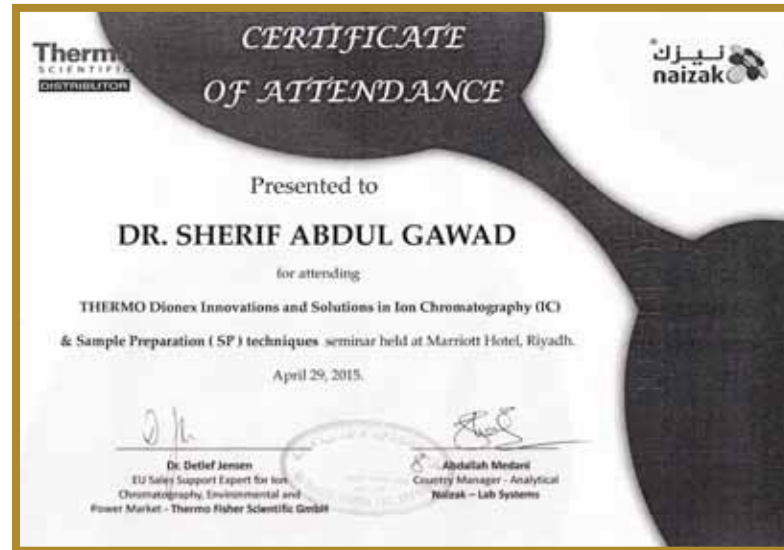 Therm
SCIENTIFIC
DISTRIBUTOR
CERTIFICATE
OF ATTENDANCE
نيزك
naizak
Presented to
DR. SHERIF ABDUL GAWAD
for attending
THERMO Dionex Innovations and Solutions in Ion Chromatography (IC)
& Sample Preparation ( SP ) techniques seminar held at Marriott Hotel, Riyadh.
April 29, 2015.
Dr. Detlef Jensen
EU Sales Support Expert for Ion
Chromatography, Environmental and
Power Market - Thermo Fisher Scientific GmbH
Abdallah Medani
Country Manager - Analytical
Naizak – Lab Systems